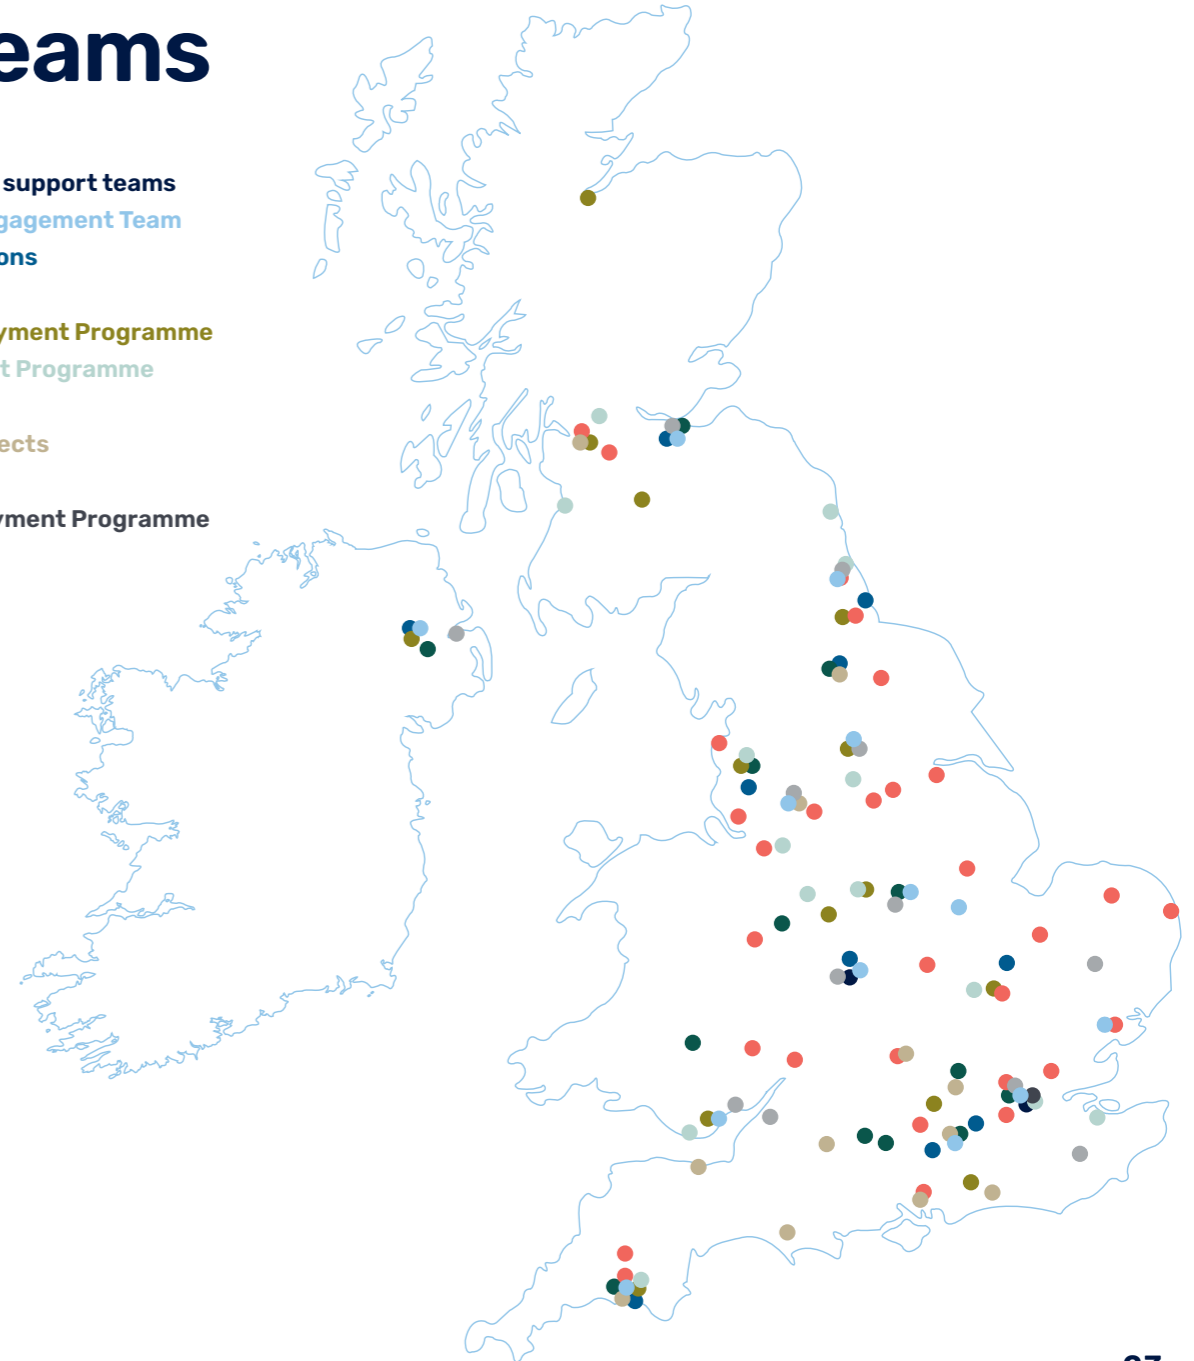 eams
support teams
gagement Team
ons
yment Programme
t Programme
ects
yment Programme